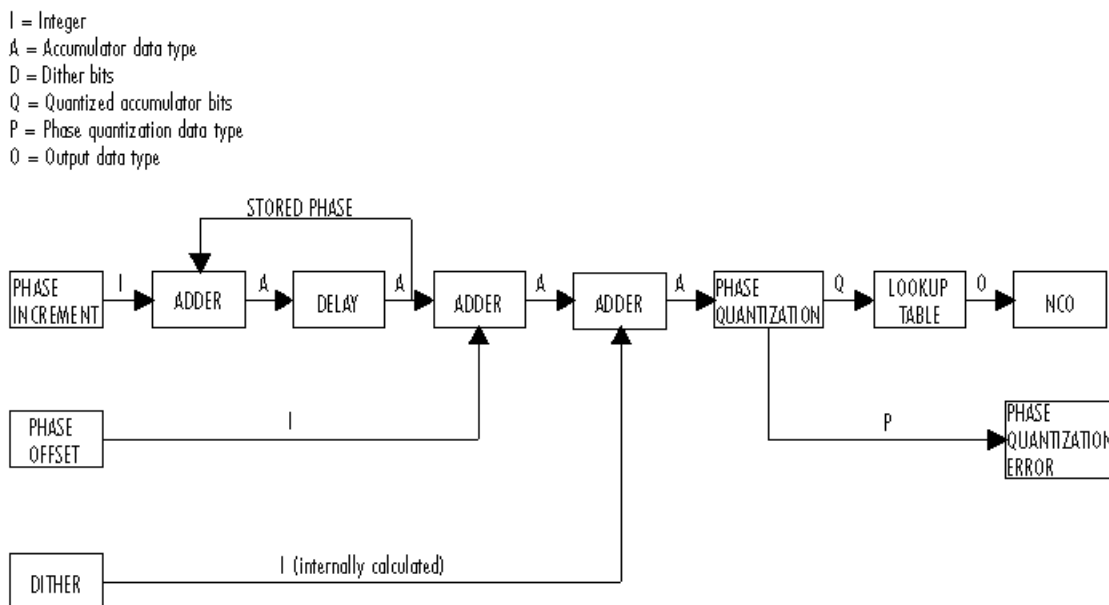 I = Integer
A = Accumulator data type
D = Dither bits
Q = Quantized accumulator bits
P = Phase quantization data type
O = Output data type
STORED PHASE
PHASE
INCREMENT
I
ADDER
A
DELAY
A
ADDER
A
ADDER
A
PHASE
QUANTIZATION
Q
LOOKUP
TABLE
O
NCO
PHASE
OFFSET
I
P
PHASE
QUANTIZATION
ERROR
DITHER
I (internally calculated)